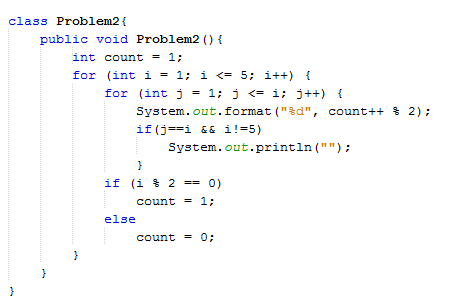 class Problem2{
    public void Problem2(){
        int count = 1;
        for (int i = 1; i <= 5; i++) {
            for (int j = 1; j <= i; j++) {
                System.out.format("%d", count++ % 2);
                if(j==i && i!=5)
                    System.out.println("");
                }
            if (i % 2 == 0)
                count = 1;
            else
                count = 0;
        }
    }
}